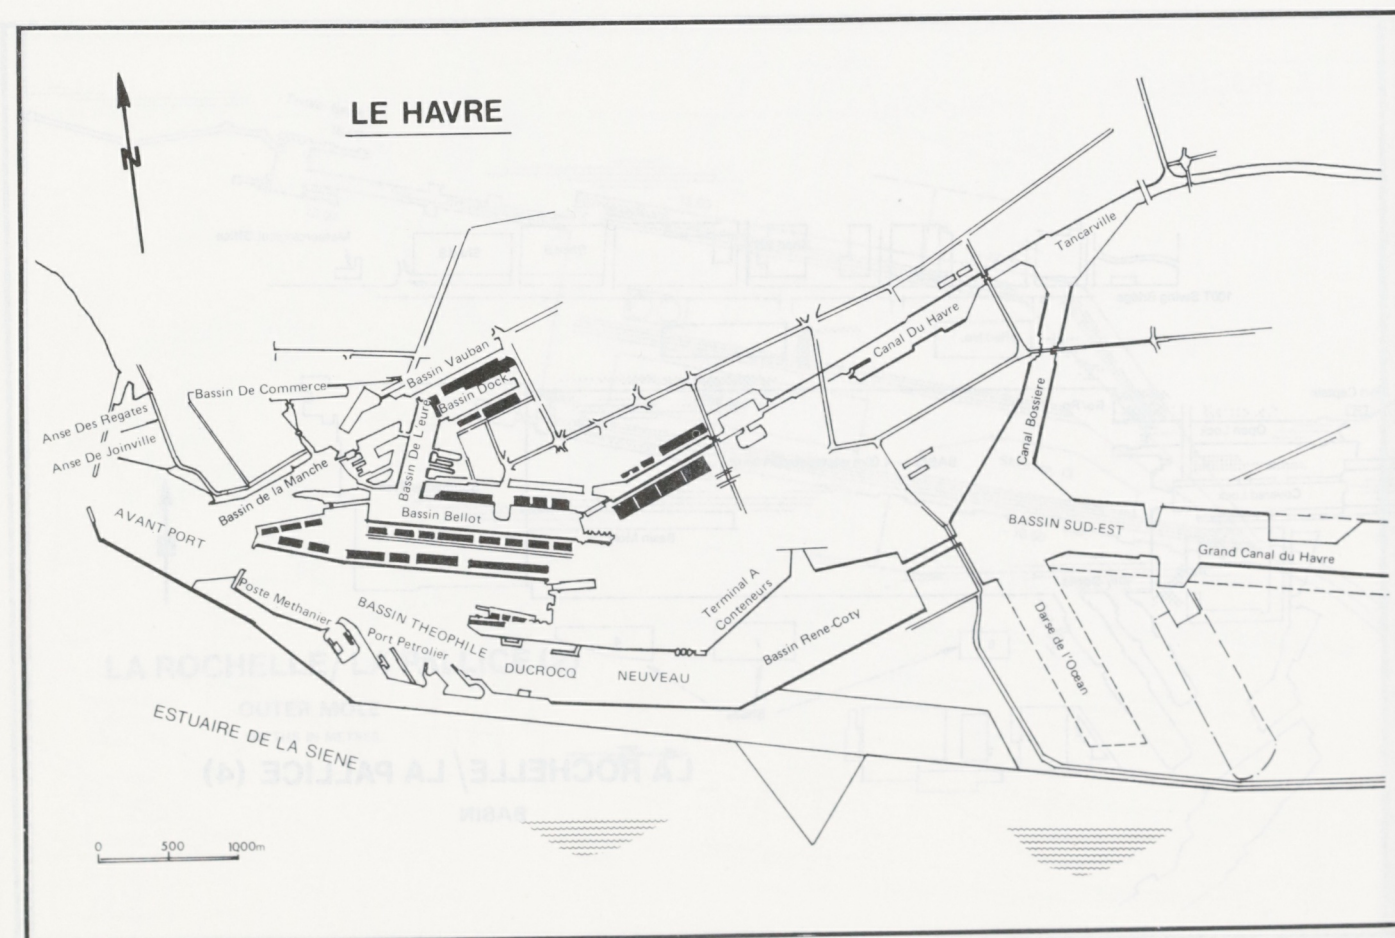 LE HAVRE
N
Tancarville
Canal Du Havre
Bassin Vauban
Bassin De Commerce
Bassin Dock
Anse Des Regates
Anse De Joinville
Bassin De L'eure
Canal Bossiere
Bassin de la Manche
Bassin Bellot
AVANT PORT
BASSIN SUD-EST
Grand Canal du Havre
Poste Methanier
BASSIN THEOPHILE
DUCROCQ
NEUVEAU
Port Petrolier
Terminal A
Conteneurs
Bassin Rene-Coty
Darse de l'Ocean
ESTUAIRE DE LA SIENE
LA ROCHELLE/LA PALLICE (4)
BASIN
0 500 1000m